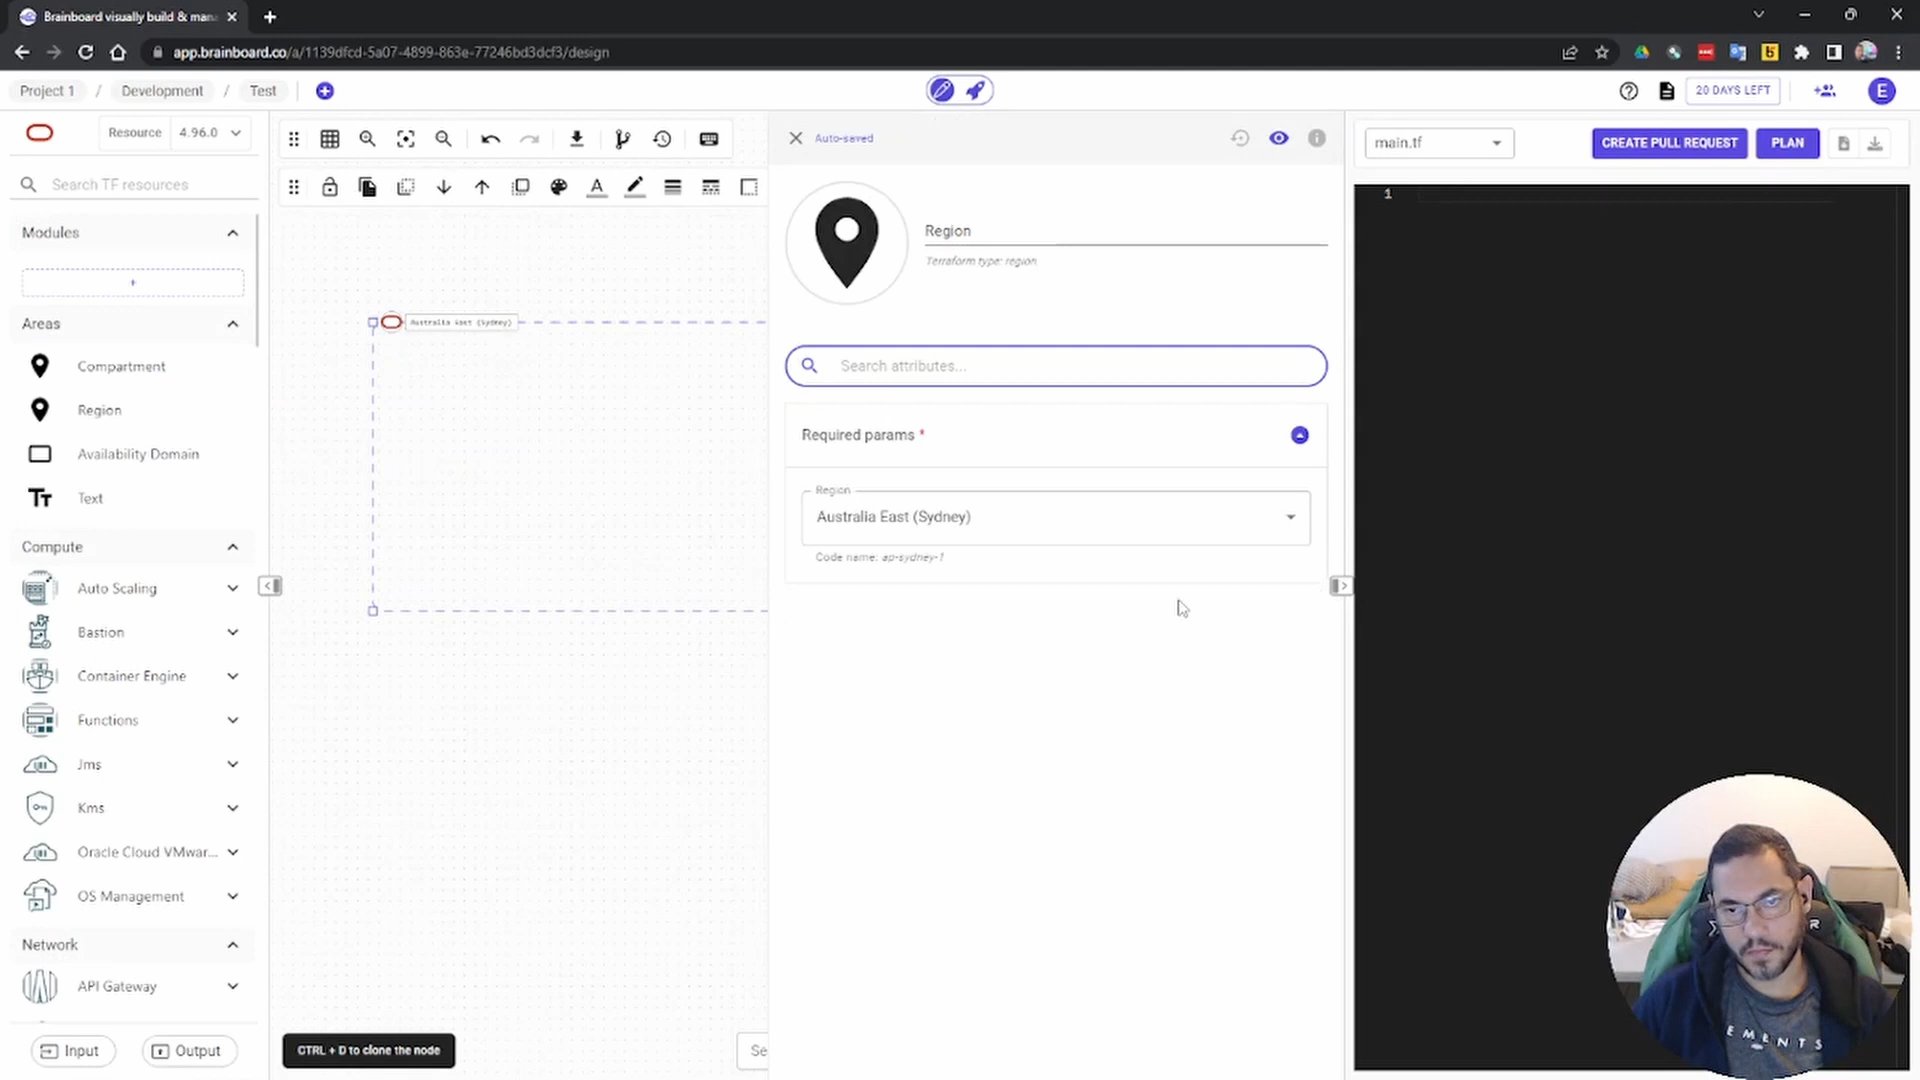 Brainboard visually build & man
app.brainboard.co/a/1139dfcd-5a07-4899-863e-77246bd3dcf3/design
Project 1 / Development / Test
20 DAYS LEFT
E
Resource 4.96.0
Search TF resources
Modules
+
Areas
Compartment
Region
Availability Domain
Text
Compute
Auto Scaling
Bastion
Container Engine
Functions
Jms
Kms
Oracle Cloud VMwar...
OS Management
Network
API Gateway
Input
Output
Australia East (Sydney)
CTRL + D to clone the node
Se
Auto-saved
Region
Terraform type: region
Search attributes...
Required params *
Region
Australia East (Sydney)
Code name: ap-sydney-1
main.tf
CREATE PULL REQUEST
PLAN
1
EMENTS